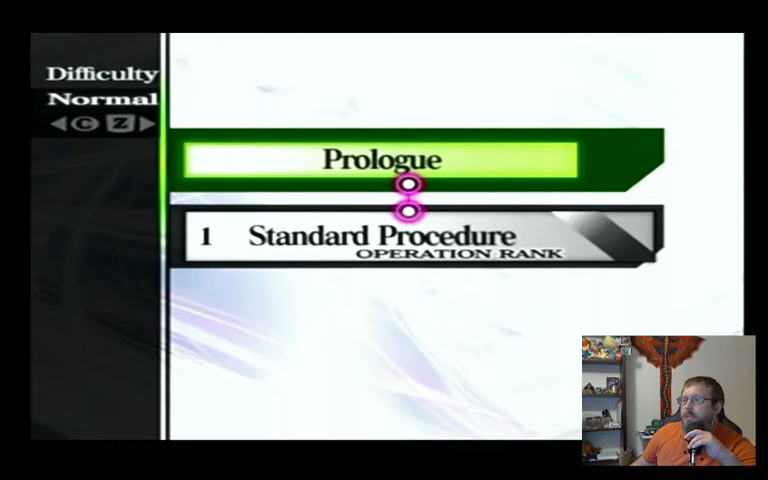 Difficulty
Normal
C Z
Prologue
1 Standard Procedure
OPERATION RANK